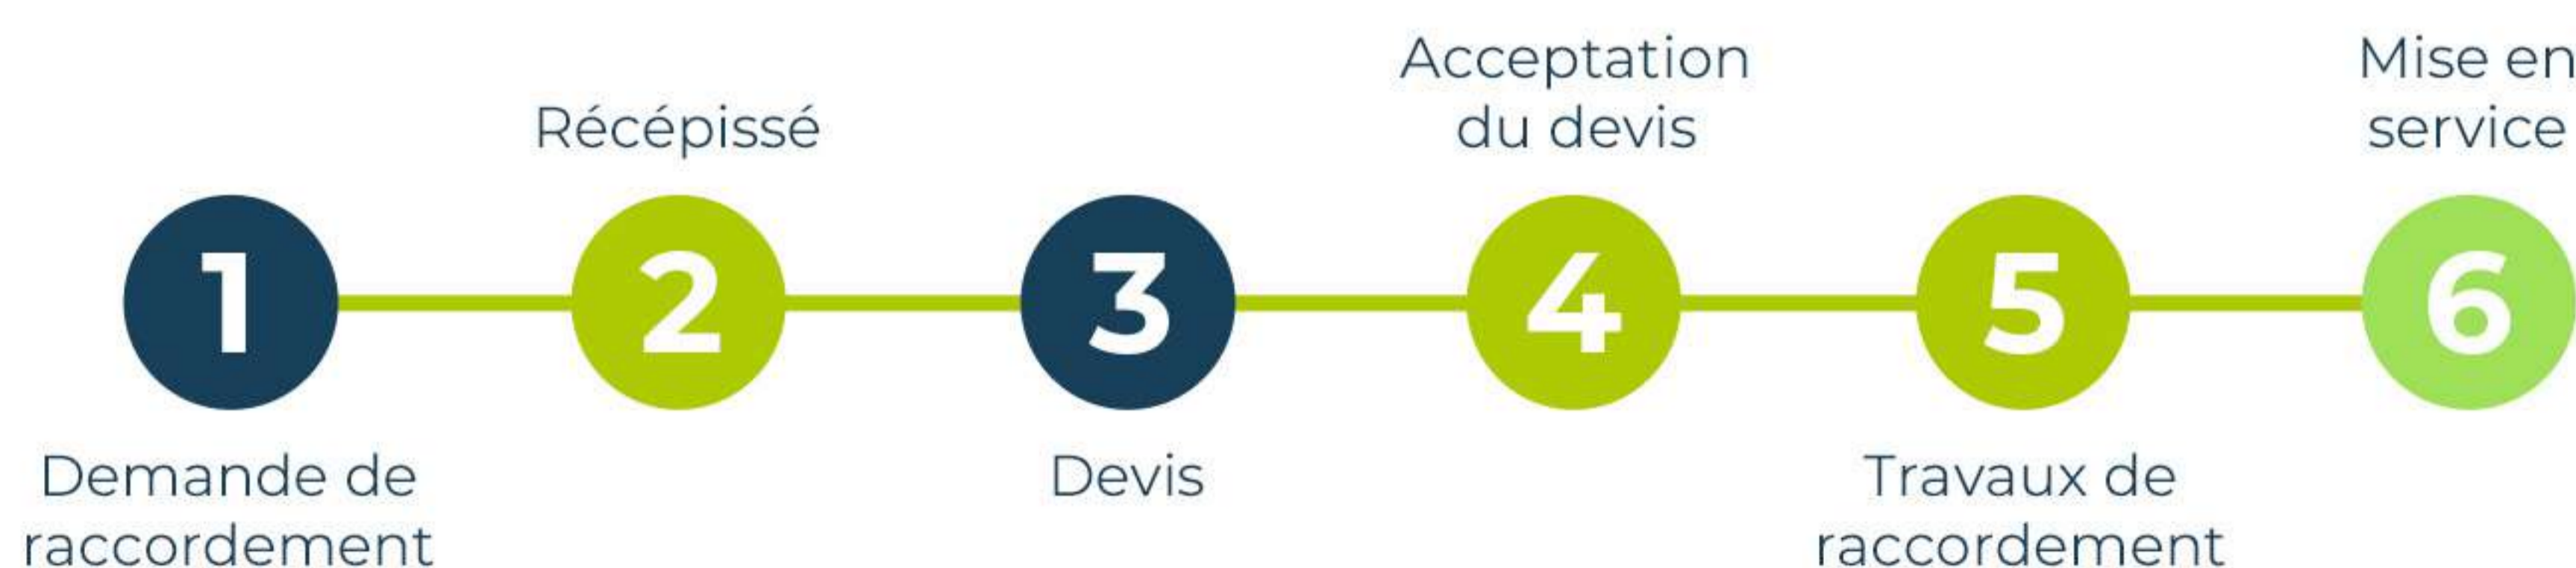 1
Demande de
raccordement
Récépissé
2
3
Devis
Acceptation
du devis
4
5
Travaux de
raccordement
Mise en
service
6